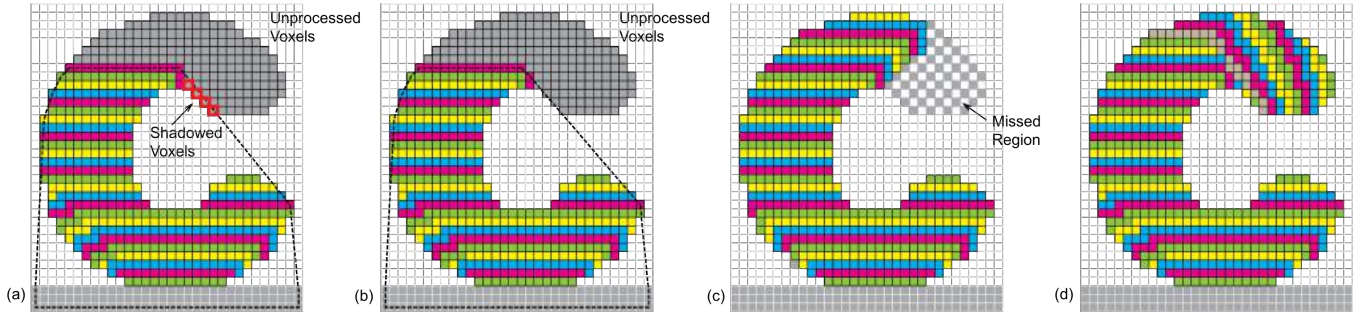 Unprocessed
Voxels
Shadowed
Voxels
(a)
Unprocessed
Voxels
(b)
Missed
Region
(c)
(d)